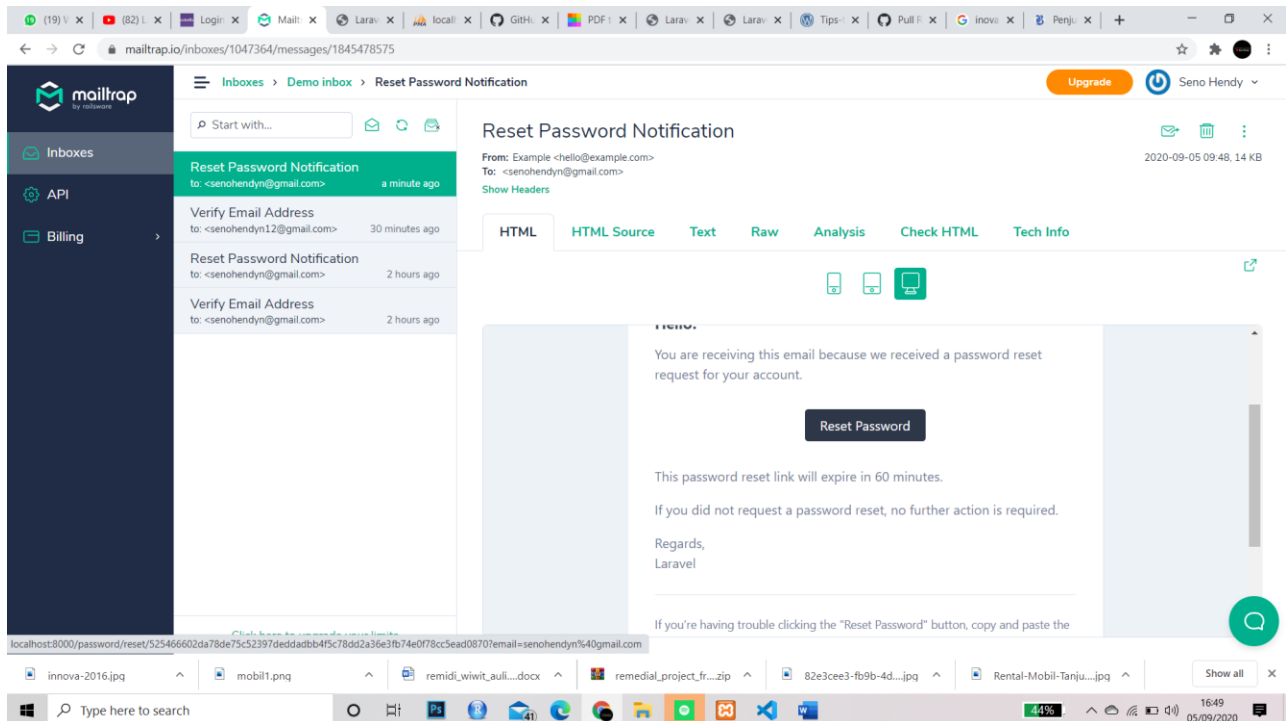 (19) V
(82) L
Login
Mailt
Larav
localh
GitHu
PDF t
Larav
Larav
Tips-
Pull R
inova
Penju
mailtrap.io/inboxes/1047364/messages/1845478575
mailtrap
by railsware
Inboxes > Demo inbox > Reset Password Notification
Upgrade
Seno Hendy
Inboxes
API
Billing
Start with...
Reset Password Notification
to: <senohendyn@gmail.com> a minute ago
Verify Email Address
to: <senohendyn12@gmail.com> 30 minutes ago
Reset Password Notification
to: <senohendyn@gmail.com> 2 hours ago
Verify Email Address
to: <senohendyn@gmail.com> 2 hours ago
Reset Password Notification
From: Example <hello@example.com>
2020-09-05 09:48, 14 KB
To: <senohendyn@gmail.com>
Show Headers
HTML HTML Source Text Raw Analysis Check HTML Tech Info
Hello!
You are receiving this email because we received a password reset
request for your account.
Reset Password
This password reset link will expire in 60 minutes.
If you did not request a password reset, no further action is required.
Regards,
Laravel
If you're having trouble clicking the "Reset Password" button, copy and paste the
Click here to upgrade your limits
localhost:8000/password/reset/525466602da78de75c52397deddadbb4f5c78dd2a36e3fb74e0f78cc5ead0870?email=senohendyn%40gmail.com
innova-2016.jpg
mobil1.png
remidi_wiwit_auli....docx
remedial_project_fr....zip
82e3cee3-fb9b-4d....jpg
Rental-Mobil-Tanju....jpg
Show all
Type here to search
41
44%
16:49
05/09/2020